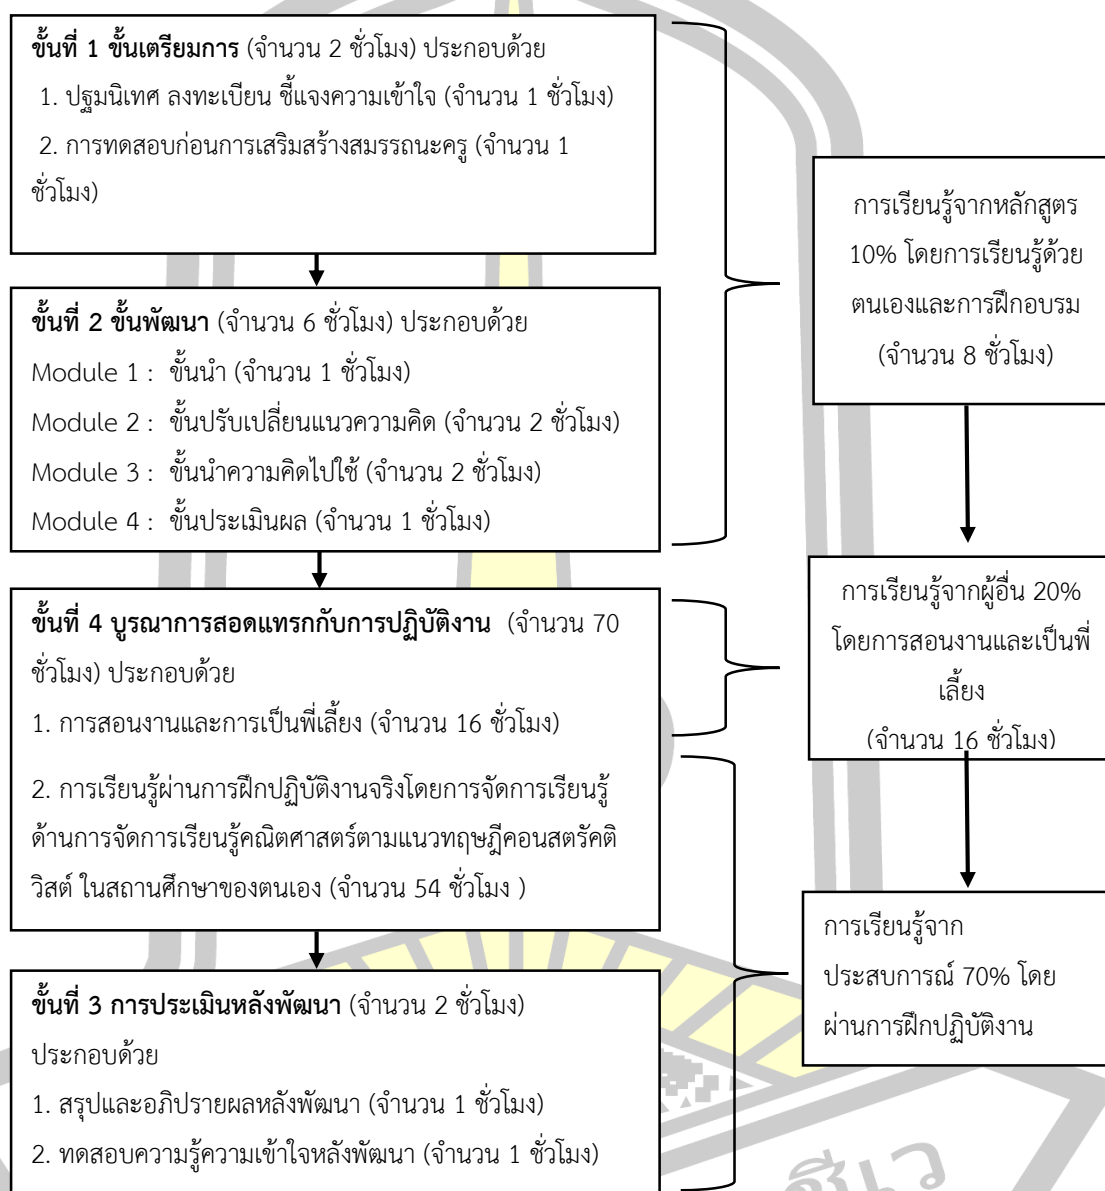 ขั้นที่ 1 ขั้นเตรียมการ (จำนวน 2 ชั่วโมง) ประกอบด้วย
1. ปฐมนิเทศ ลงทะเบียน ชี้แจงความเข้าใจ (จำนวน 1 ชั่วโมง)
2. การทดสอบก่อนการเสริมสร้างสมรรถนะครู (จำนวน 1
ชั่วโมง)
ขั้นที่ 2 ขั้นพัฒนา (จำนวน 6 ชั่วโมง) ประกอบด้วย
Module 1 : ขั้นนำ (จำนวน 1 ชั่วโมง)
Module 2 : ขั้นปรับเปลี่ยนแนวความคิด (จำนวน 2 ชั่วโมง)
Module 3 : ขั้นนำความคิดไปใช้ (จำนวน 2 ชั่วโมง)
Module 4 : ขั้นประเมินผล (จำนวน 1 ชั่วโมง)
ขั้นที่ 4 บูรณาการสอดแทรกกับการปฏิบัติงาน (จำนวน 70
ชั่วโมง) ประกอบด้วย
1. การสอนงานและการเป็นพี่เลี้ยง (จำนวน 16 ชั่วโมง)
2. การเรียนรู้ผ่านการฝึกปฏิบัติงานจริงโดยการจัดการเรียนรู้
ด้านการจัดการเรียนรู้คณิตศาสตร์ตามแนวทฤษฎีคอนสตรัคติ
วิสต์ ในสถานศึกษาของตนเอง (จำนวน 54 ชั่วโมง )
ขั้นที่ 3 การประเมินหลังพัฒนา (จำนวน 2 ชั่วโมง)
ประกอบด้วย
1. สรุปและอภิปรายผลหลังพัฒนา (จำนวน 1 ชั่วโมง)
2. ทดสอบความรู้ความเข้าใจหลังพัฒนา (จำนวน 1 ชั่วโมง)
การเรียนรู้จากหลักสูตร
10% โดยการเรียนรู้ด้วย
ตนเองและการฝึกอบรม
(จำนวน 8 ชั่วโมง)
การเรียนรู้จากผู้อื่น 20%
โดยการสอนงานและเป็นพี่
เลี้ยง
(จำนวน 16 ชั่วโมง)
การเรียนรู้จาก
ประสบการณ์ 70% โดย
ผ่านการฝึกปฏิบัติงาน